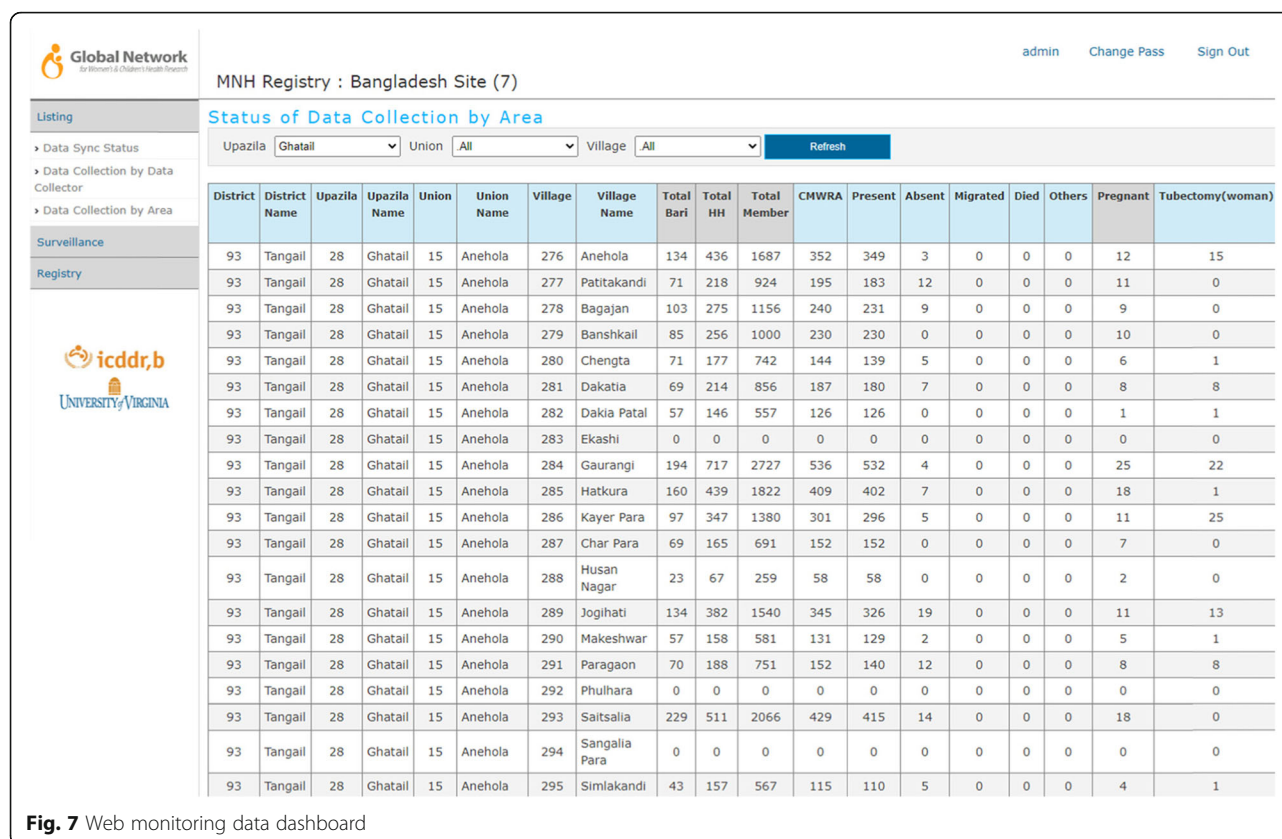 Global Network
for Women's & Children's Health Research
admin Change Pass Sign Out
MNH Registry : Bangladesh Site (7)
Listing
› Data Sync Status
› Data Collection by Data
Collector
› Data Collection by Area
Surveillance
Registry
icddr,b
UNIVERSITY of VIRGINIA
Status of Data Collection by Area
Upazila Ghatail Union .All Village .All Refresh
District District Name Upazila Upazila Name Union Union Name Village Village Name Total Bari Total HH Total Member CMWRA Present Absent Migrated Died Others Pregnant Tubectomy(woman)
93 Tangail 28 Ghatail 15 Anehola 276 Anehola 134 436 1687 352 349 3 0 0 0 12 15
93 Tangail 28 Ghatail 15 Anehola 277 Patitakandi 71 218 924 195 183 12 0 0 0 11 0
93 Tangail 28 Ghatail 15 Anehola 278 Bagajan 103 275 1156 240 231 9 0 0 0 9 0
93 Tangail 28 Ghatail 15 Anehola 279 Banshkail 85 256 1000 230 230 0 0 0 0 10 0
93 Tangail 28 Ghatail 15 Anehola 280 Chengta 71 177 742 144 139 5 0 0 0 6 1
93 Tangail 28 Ghatail 15 Anehola 281 Dakatia 69 214 856 187 180 7 0 0 0 8 8
93 Tangail 28 Ghatail 15 Anehola 282 Dakia Patal 57 146 557 126 126 0 0 0 0 1 1
93 Tangail 28 Ghatail 15 Anehola 283 Ekashi 0 0 0 0 0 0 0 0 0 0 0
93 Tangail 28 Ghatail 15 Anehola 284 Gaurangi 194 717 2727 536 532 4 0 0 0 25 22
93 Tangail 28 Ghatail 15 Anehola 285 Hatkura 160 439 1822 409 402 7 0 0 0 18 1
93 Tangail 28 Ghatail 15 Anehola 286 Kayer Para 97 347 1380 301 296 5 0 0 0 11 25
93 Tangail 28 Ghatail 15 Anehola 287 Char Para 69 165 691 152 152 0 0 0 0 7 0
93 Tangail 28 Ghatail 15 Anehola 288 Husan Nagar 23 67 259 58 58 0 0 0 0 2 0
93 Tangail 28 Ghatail 15 Anehola 289 Jogihati 134 382 1540 345 326 19 0 0 0 11 13
93 Tangail 28 Ghatail 15 Anehola 290 Makeshwar 57 158 581 131 129 2 0 0 0 5 1
93 Tangail 28 Ghatail 15 Anehola 291 Paragaon 70 188 751 152 140 12 0 0 0 8 8
93 Tangail 28 Ghatail 15 Anehola 292 Phulhara 0 0 0 0 0 0 0 0 0 0 0
93 Tangail 28 Ghatail 15 Anehola 293 Saitsalia 229 511 2066 429 415 14 0 0 0 18 0
93 Tangail 28 Ghatail 15 Anehola 294 Sangalia Para 0 0 0 0 0 0 0 0 0 0 0
93 Tangail 28 Ghatail 15 Anehola 295 Simlakandi 43 157 567 115 110 5 0 0 0 4 1
Fig. 7 Web monitoring data dashboard